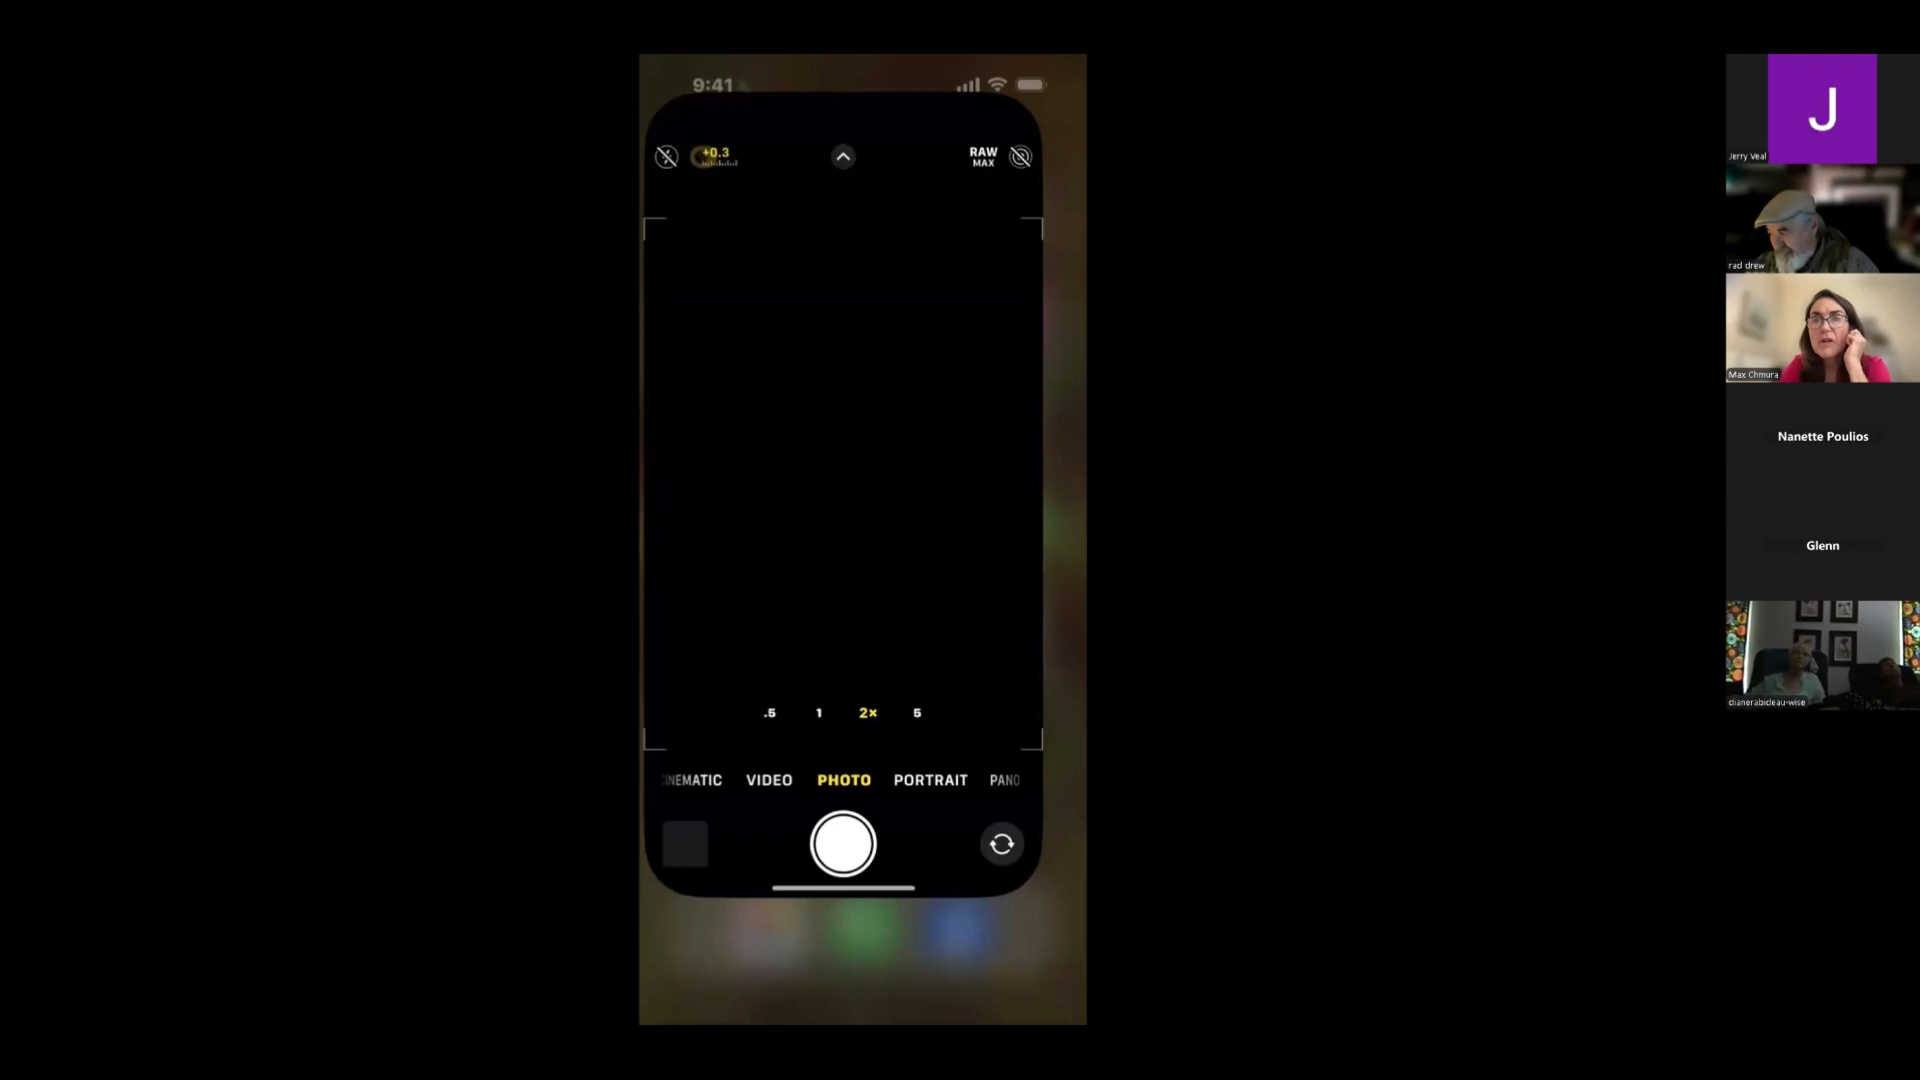 9:41
+0.3
RAW
MAX
.5 1 2× 5
INEMATIC VIDEO PHOTO PORTRAIT PANO
J
Jerry Veal
rad drew
Max Chmura
Nanette Poulios
Glenn
dianerabideau-wise